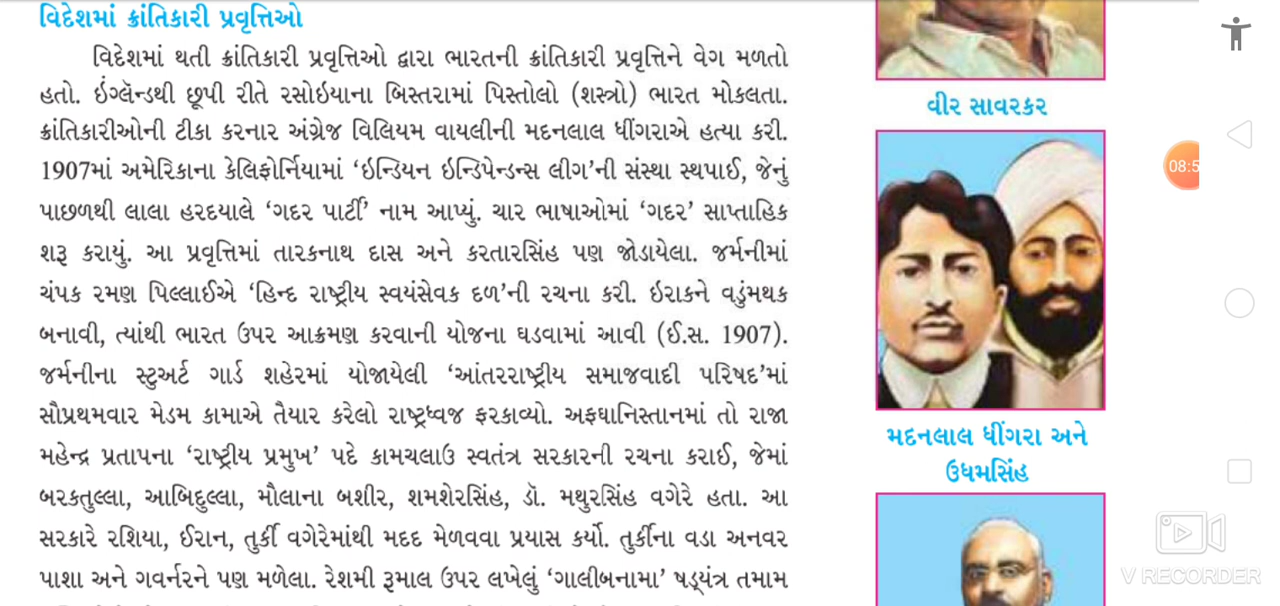 વિદેશમાં ક્રાંતિકારી પ્રવૃત્તિઓ
વિદેશમાં થતી ક્રાંતિકારી પ્રવૃત્તિઓ દ્વારા ભારતની ક્રાંતિકારી પ્રવૃત્તિને વેગ મળતો
હતો. ઇંગ્લૅન્ડથી છૂપી રીતે રસોઇયાના બિસ્તરામાં પિસ્તોલો (શસ્ત્રો) ભારત મોકલતા.
ક્રાંતિકારીઓની ટીકા કરનાર અંગ્રેજ વિલિયમ વાયલીની મદનલાલ ધીંગરાએ હત્યા કરી.
1907માં અમેરિકાના કેલિફોર્નિયામાં ‘ઇન્ડિયન ઇન્ડિપેન્ડન્સ લીગ’ની સંસ્થા સ્થપાઈ, જેનું
પાછળથી લાલા હરદયાલે ‘ગદર પાર્ટી’ નામ આપ્યું. ચાર ભાષાઓમાં ‘ગદર’ સાપ્તાહિક
શરૂ કરાયું. આ પ્રવૃત્તિમાં તારકનાથ દાસ અને કરતારસિંહ પણ જોડાયેલા. જર્મનીમાં
ચંપક રમણ પિલ્લાઈએ ‘હિન્દ રાષ્ટ્રીય સ્વયંસેવક દળ’ની રચના કરી. ઇરાકને વડુંમથક
બનાવી, ત્યાંથી ભારત ઉપર આક્રમણ કરવાની યોજના ઘડવામાં આવી (ઈ.સ. 1907).
જર્મનીના સ્ટુઅર્ટ ગાર્ડ શહેરમાં યોજાયેલી ‘આંતરરાષ્ટ્રીય સમાજવાદી પરિષદ’માં
સૌપ્રથમવાર મેડમ કામાએ તૈયાર કરેલો રાષ્ટ્રધ્વજ ફરકાવ્યો. અફઘાનિસ્તાનમાં તો રાજા
મહેન્દ્ર પ્રતાપના ‘રાષ્ટ્રીય પ્રમુખ’ પદે કામચલાઉ સ્વતંત્ર સરકારની રચના કરાઈ, જેમાં
બરકતુલ્લા, આબિદુલ્લા, મૌલાના બશીર, શમશેરસિંહ, ડૉ. મથુરસિંહ વગેરે હતા. આ
સરકારે રશિયા, ઈરાન, તુર્કી વગેરેમાંથી મદદ મેળવવા પ્રયાસ કર્યો. તુર્કીના વડા અનવર
પાશા અને ગવર્નરને પણ મળેલા. રેશમી રૂમાલ ઉપર લખેલું ‘ગાલીબનામા’ ષડ્યંત્ર તમામ
વીર સાવરકર
મદનલાલ ધીંગરા અને
ઉધમસિંહ
08:5
V RECORDER